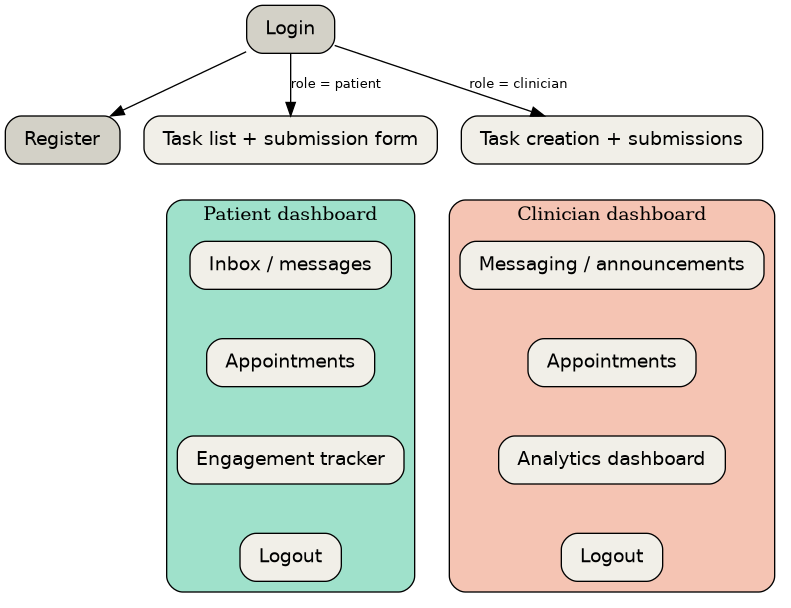 Login
role = patient
role = clinician
Register
Task list + submission form
Task creation + submissions
Patient dashboard
Inbox / messages
Appointments
Engagement tracker
Logout
Clinician dashboard
Messaging / announcements
Appointments
Analytics dashboard
Logout